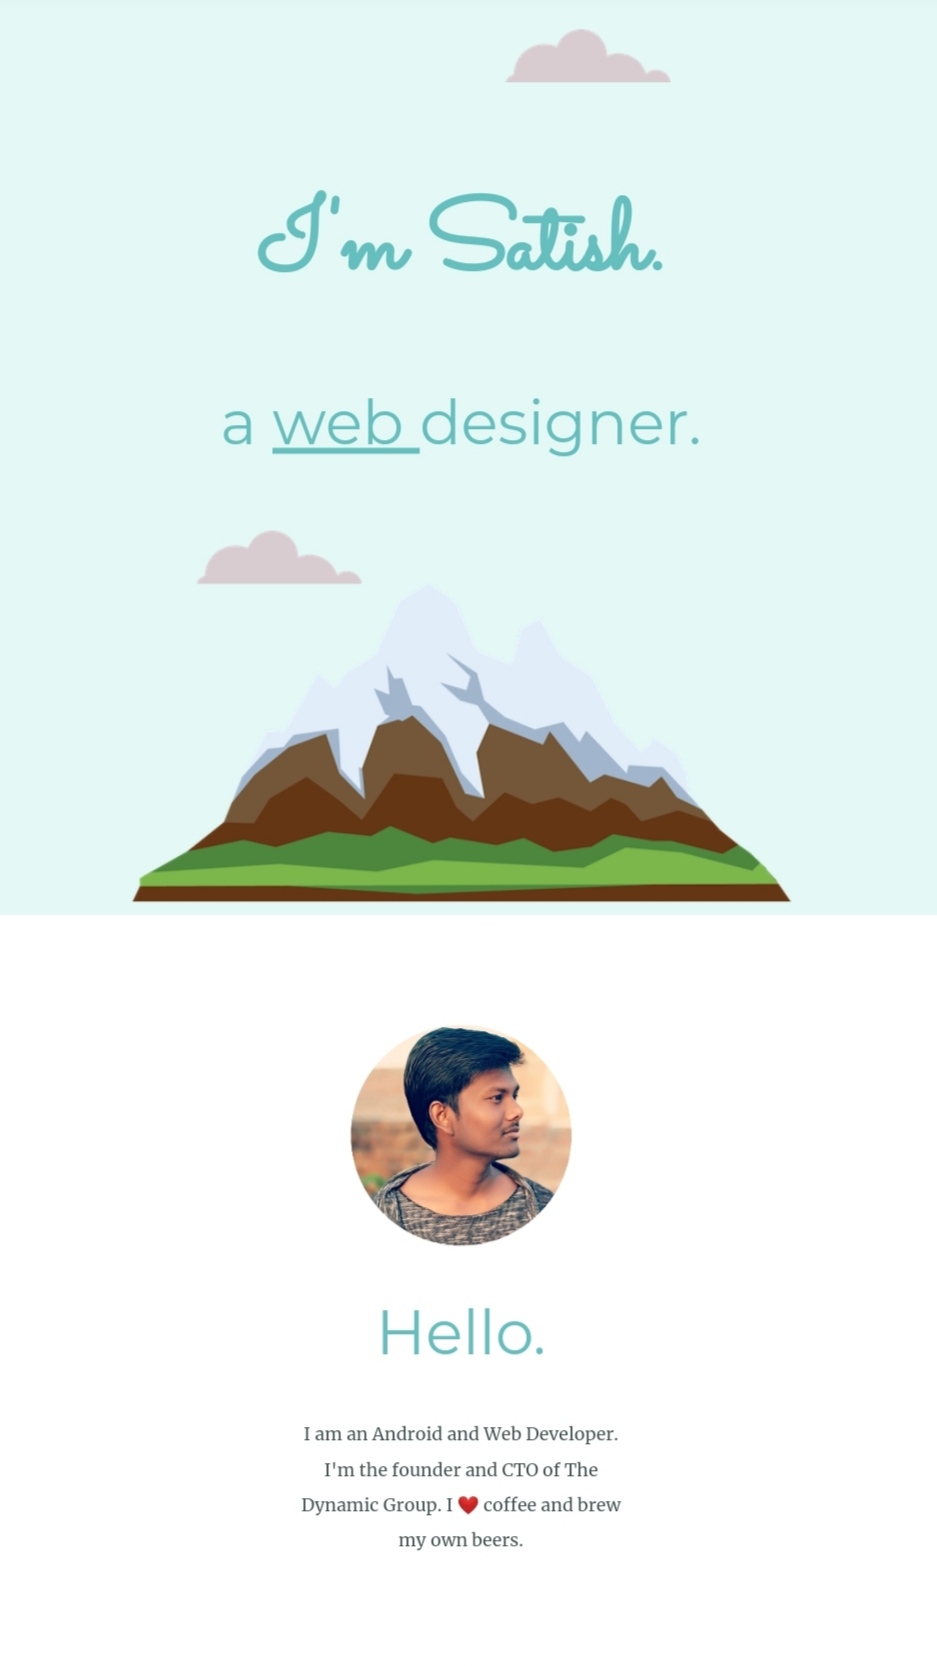 I'm Satish.
a web designer.
Hello.
I am an Android and Web Developer.
I'm the founder and CTO of The
Dynamic Group. I ❤️ coffee and brew
my own beers.